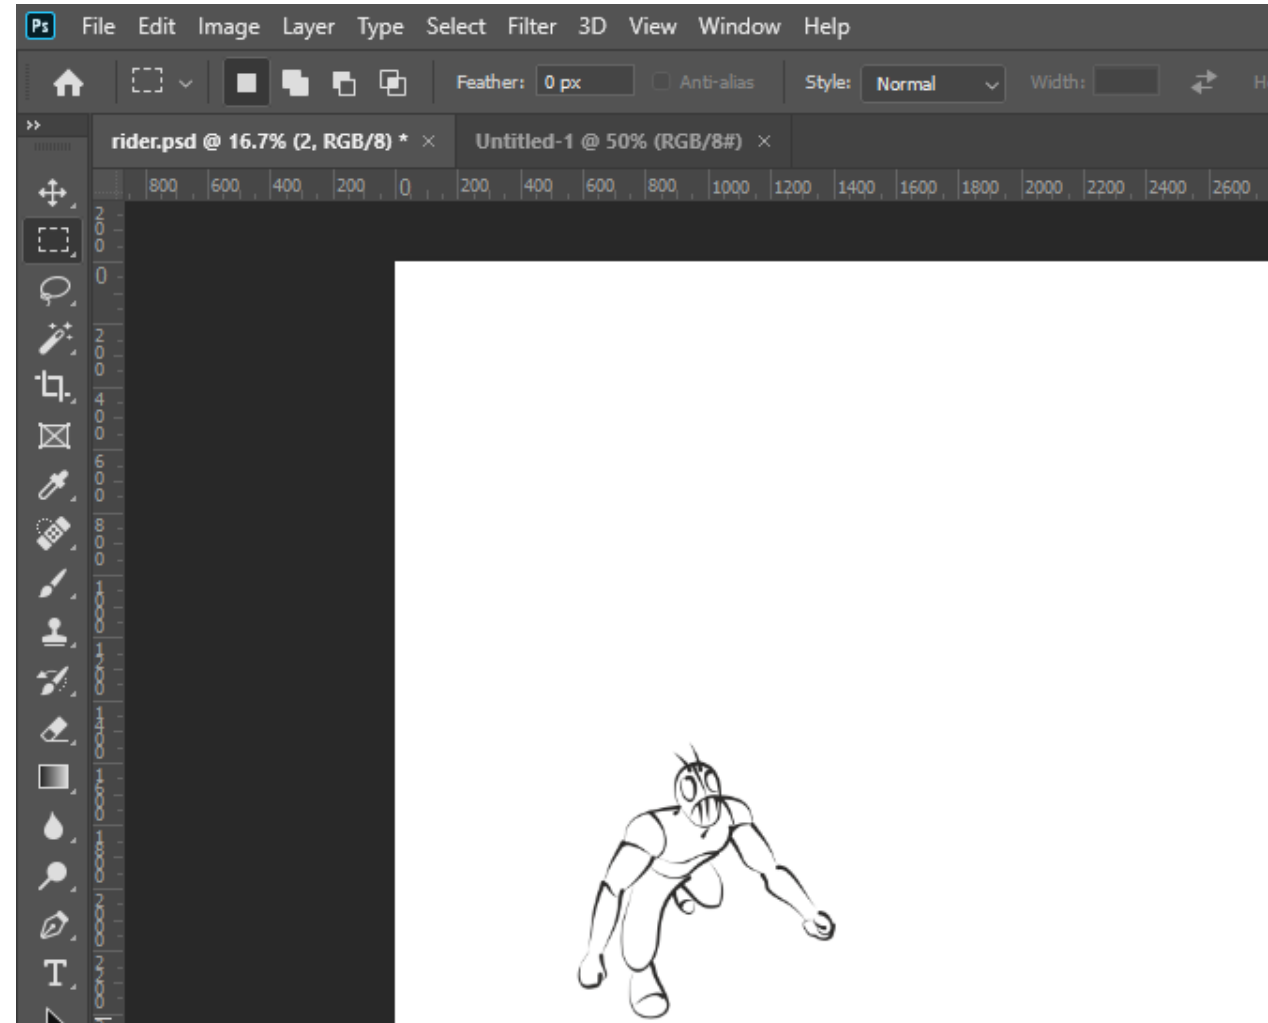 Ps File Edit Image Layer Type Select Filter 3D View Window Help
Feather: 0 px Anti-alias Style: Normal Width:
rider.psd @ 16.7% (2, RGB/8) * × Untitled-1 @ 50% (RGB/8#) ×
800 600 400 200 0 200 400 600 800 1000 1200 1400 1600 1800 2000 2200 2400 2600
200
0
200
400
600
800
1000
1200
1400
1600
1800
2000
2200
T